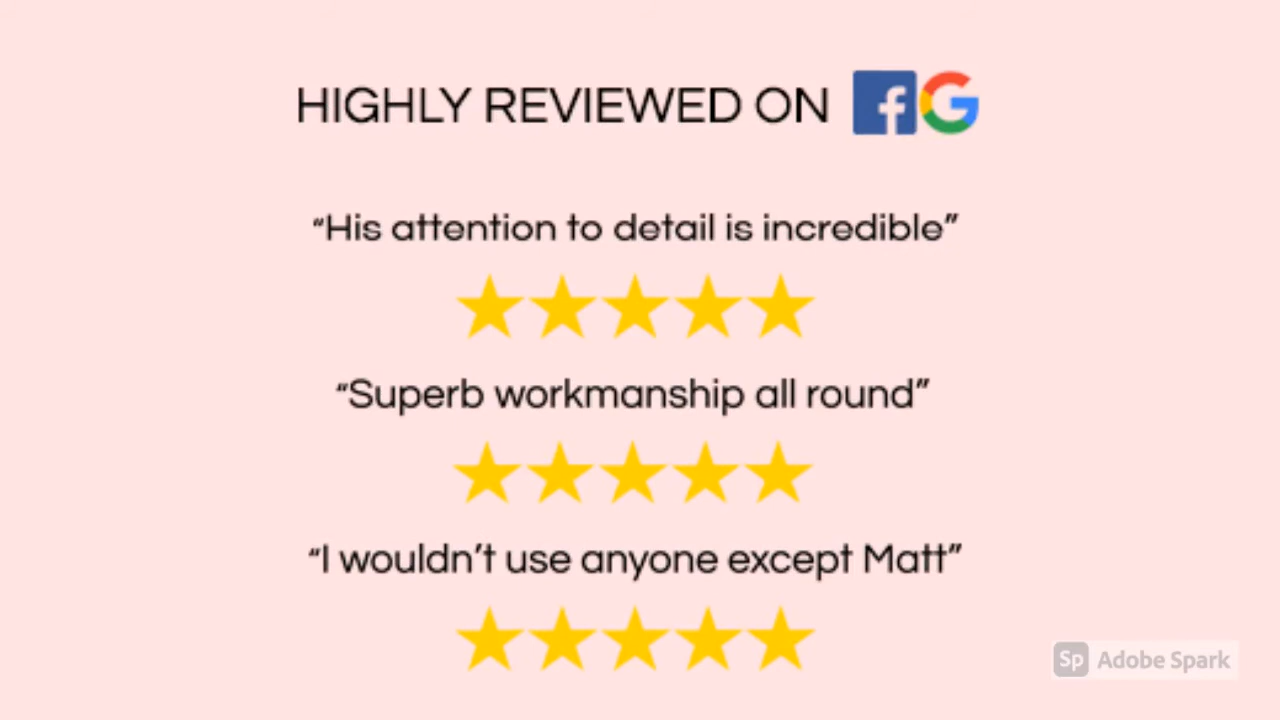 HIGHLY REVIEWED ON f G
“His attention to detail is incredible”
“Superb workmanship all round”
“I wouldn’t use anyone except Matt”
Sp Adobe Spark